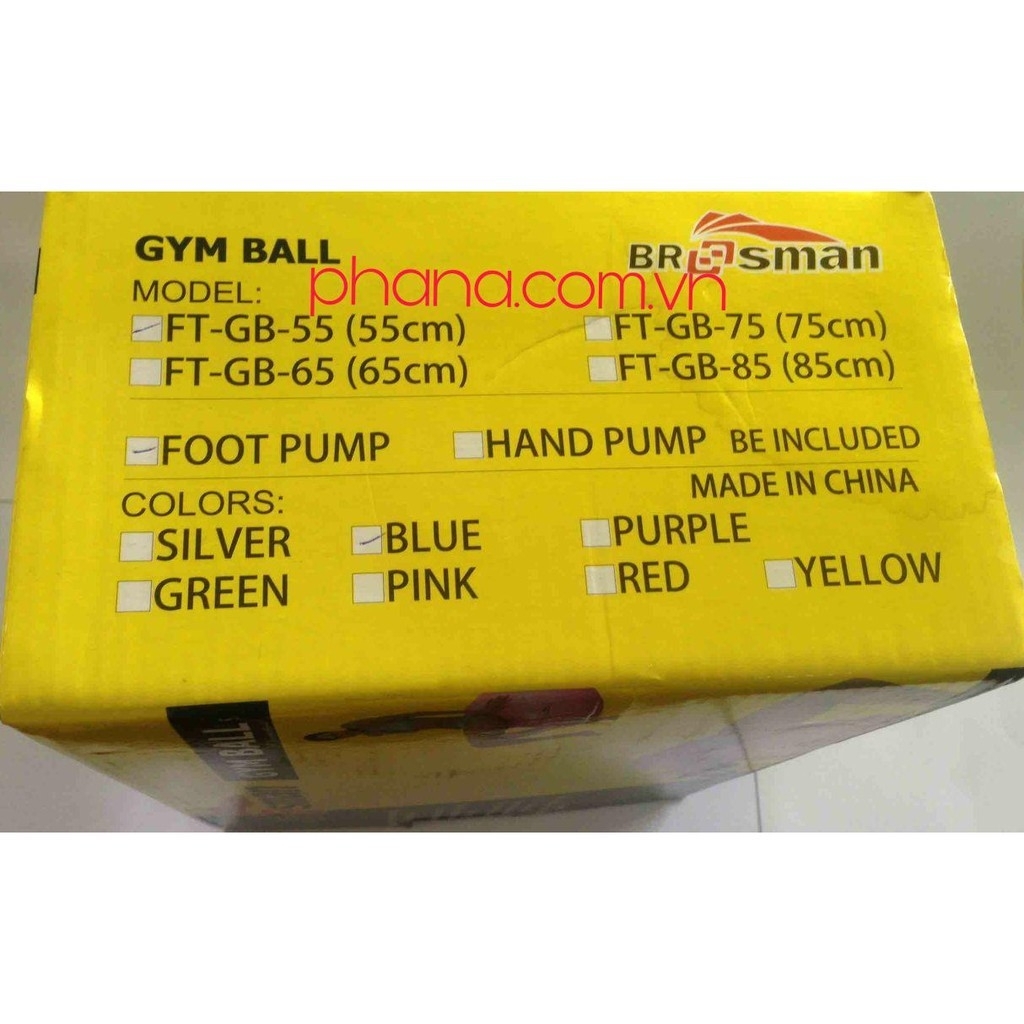 GYM BALL
BROsman
phana.com.vn
MODEL:
FT-GB-55 (55cm) FT-GB-75 (75cm)
FT-GB-65 (65cm) FT-GB-85 (85cm)
FOOT PUMP HAND PUMP BE INCLUDED
MADE IN CHINA
COLORS:
SILVER BLUE PURPLE
GREEN PINK RED YELLOW
GYM BALL